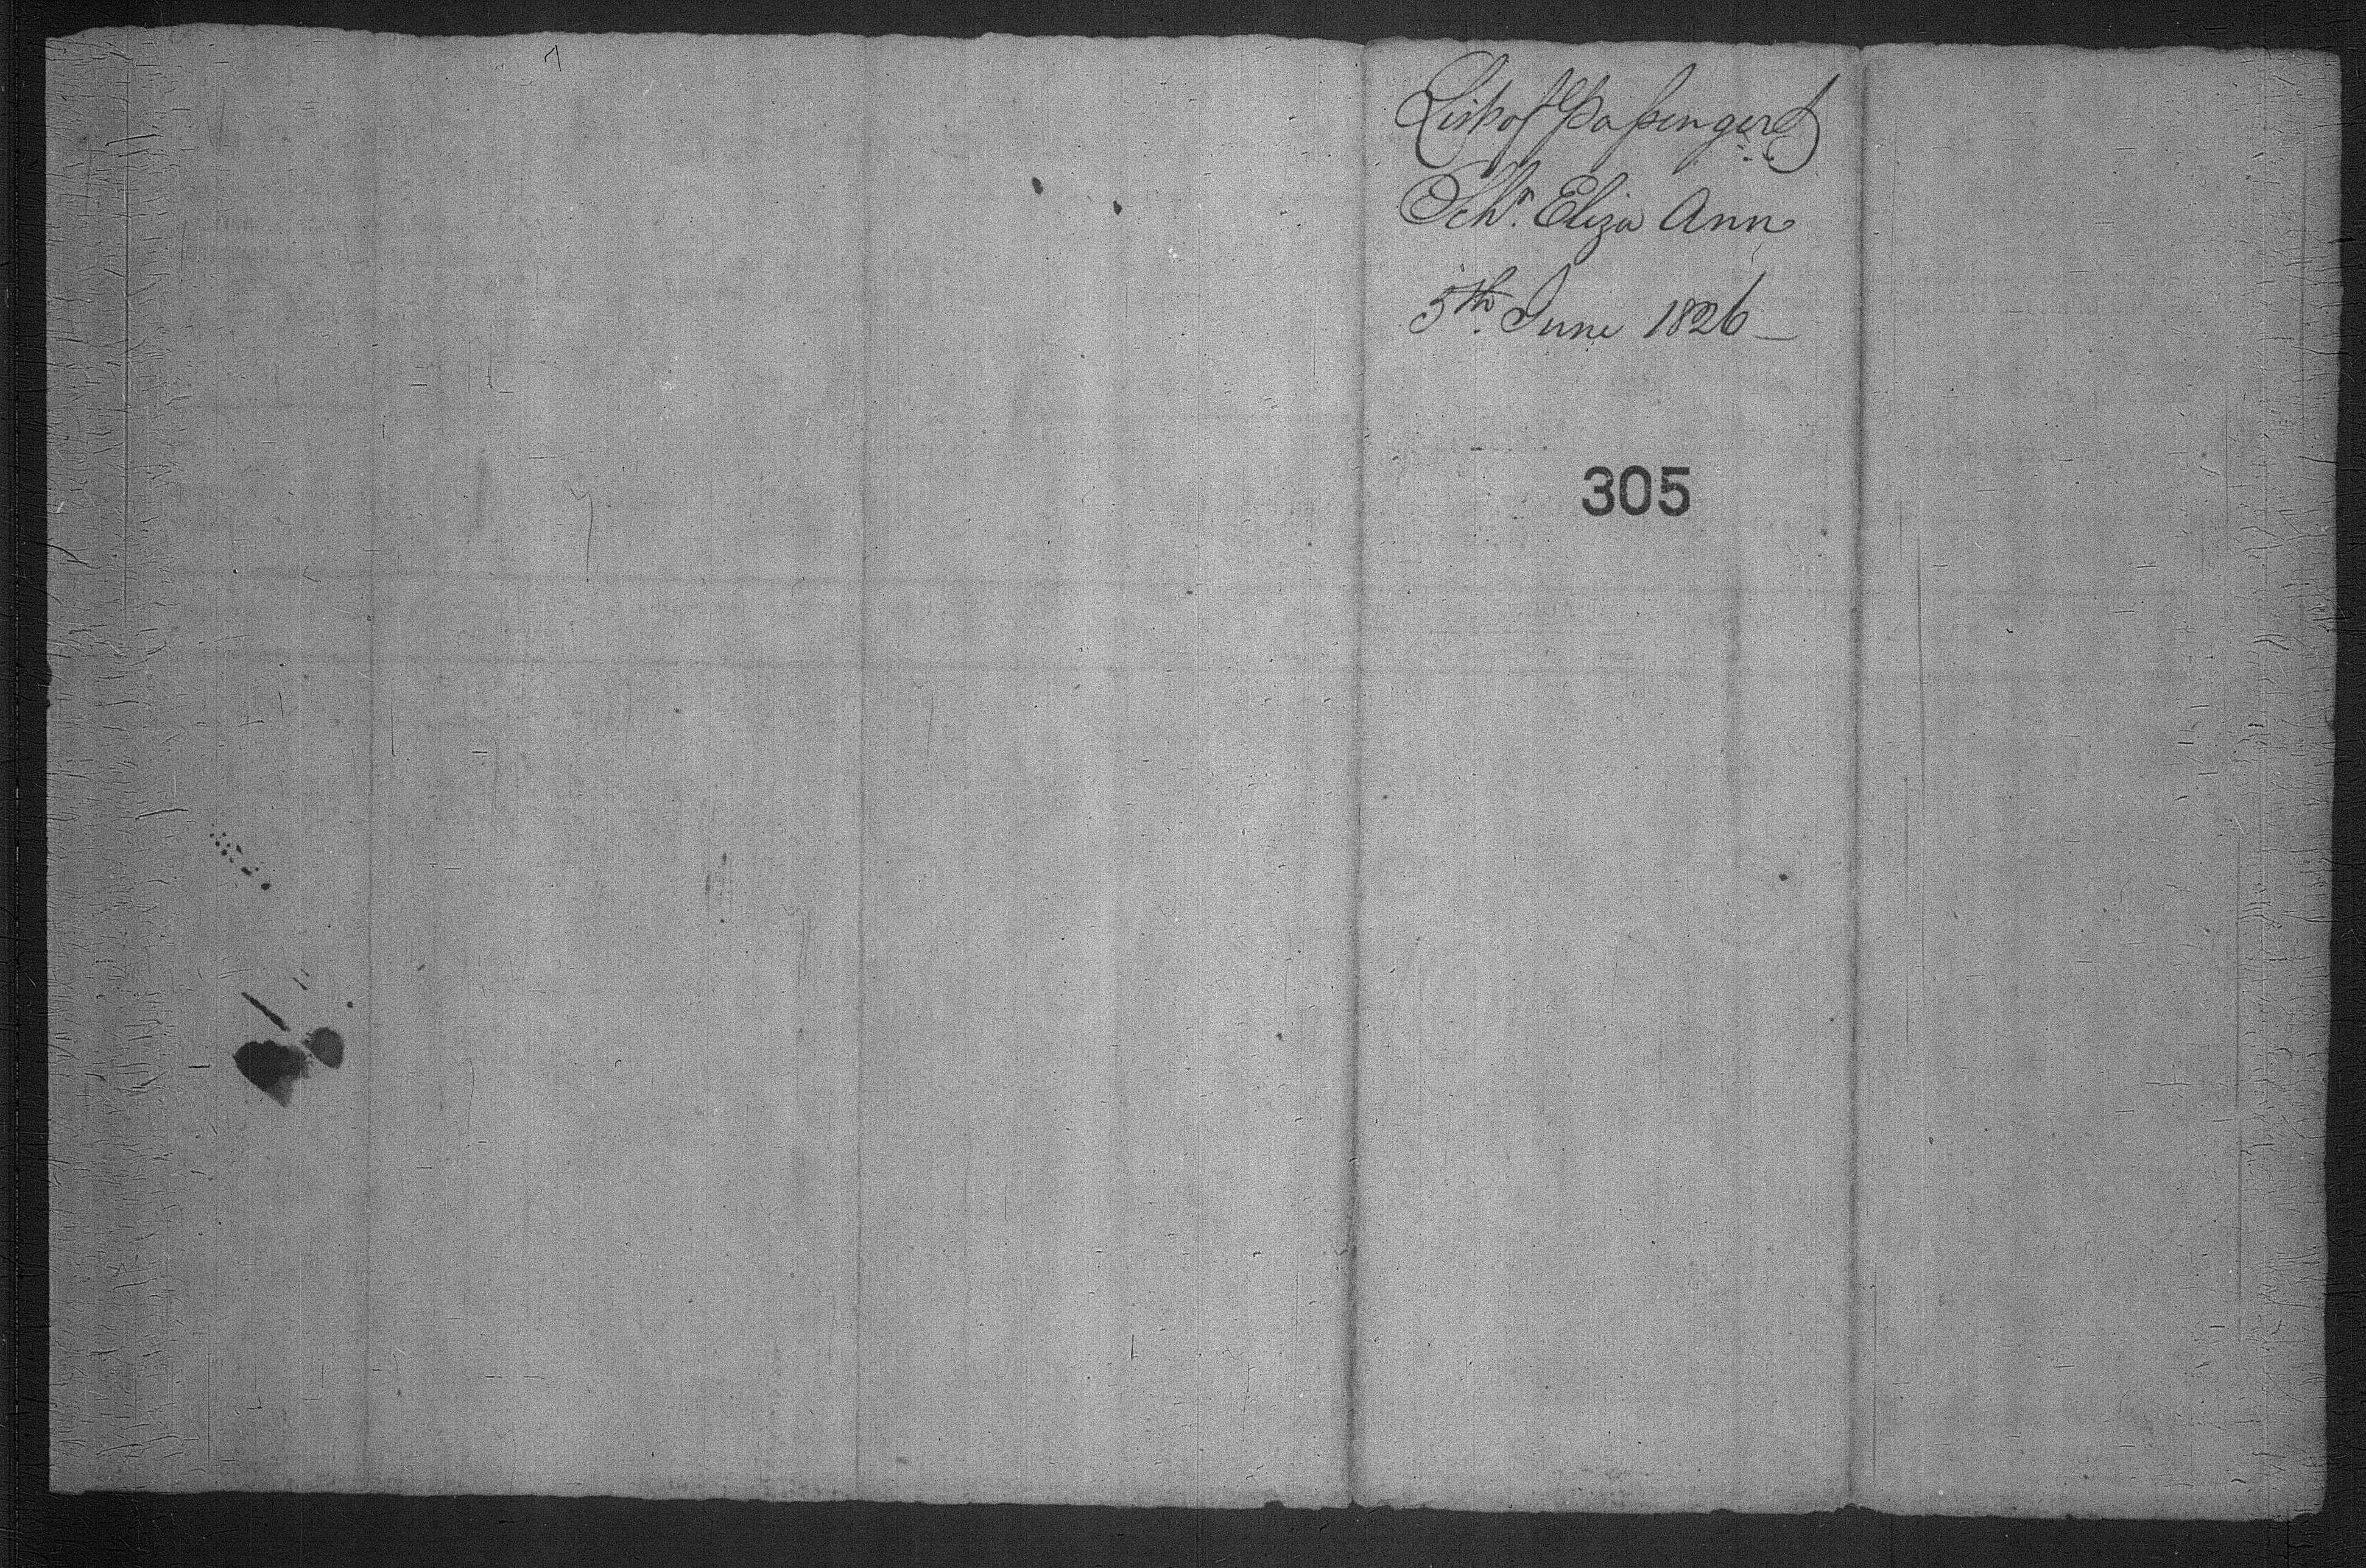 List of Passengers
Schr. Eliza Ann
5th. June 1826 —
305